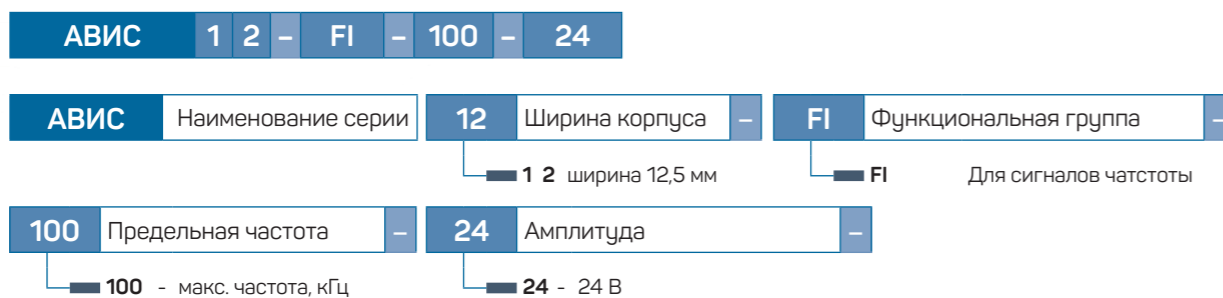 АВИС 1 2 – FI – 100 – 24
АВИС Наименование серии 12 Ширина корпуса – FI Функциональная группа –
1 2 ширина 12,5 мм FI Для сигналов чатстоты
100 Предельная частота – 24 Амплитуда –
100 - макс. частота, кГц 24 - 24 В